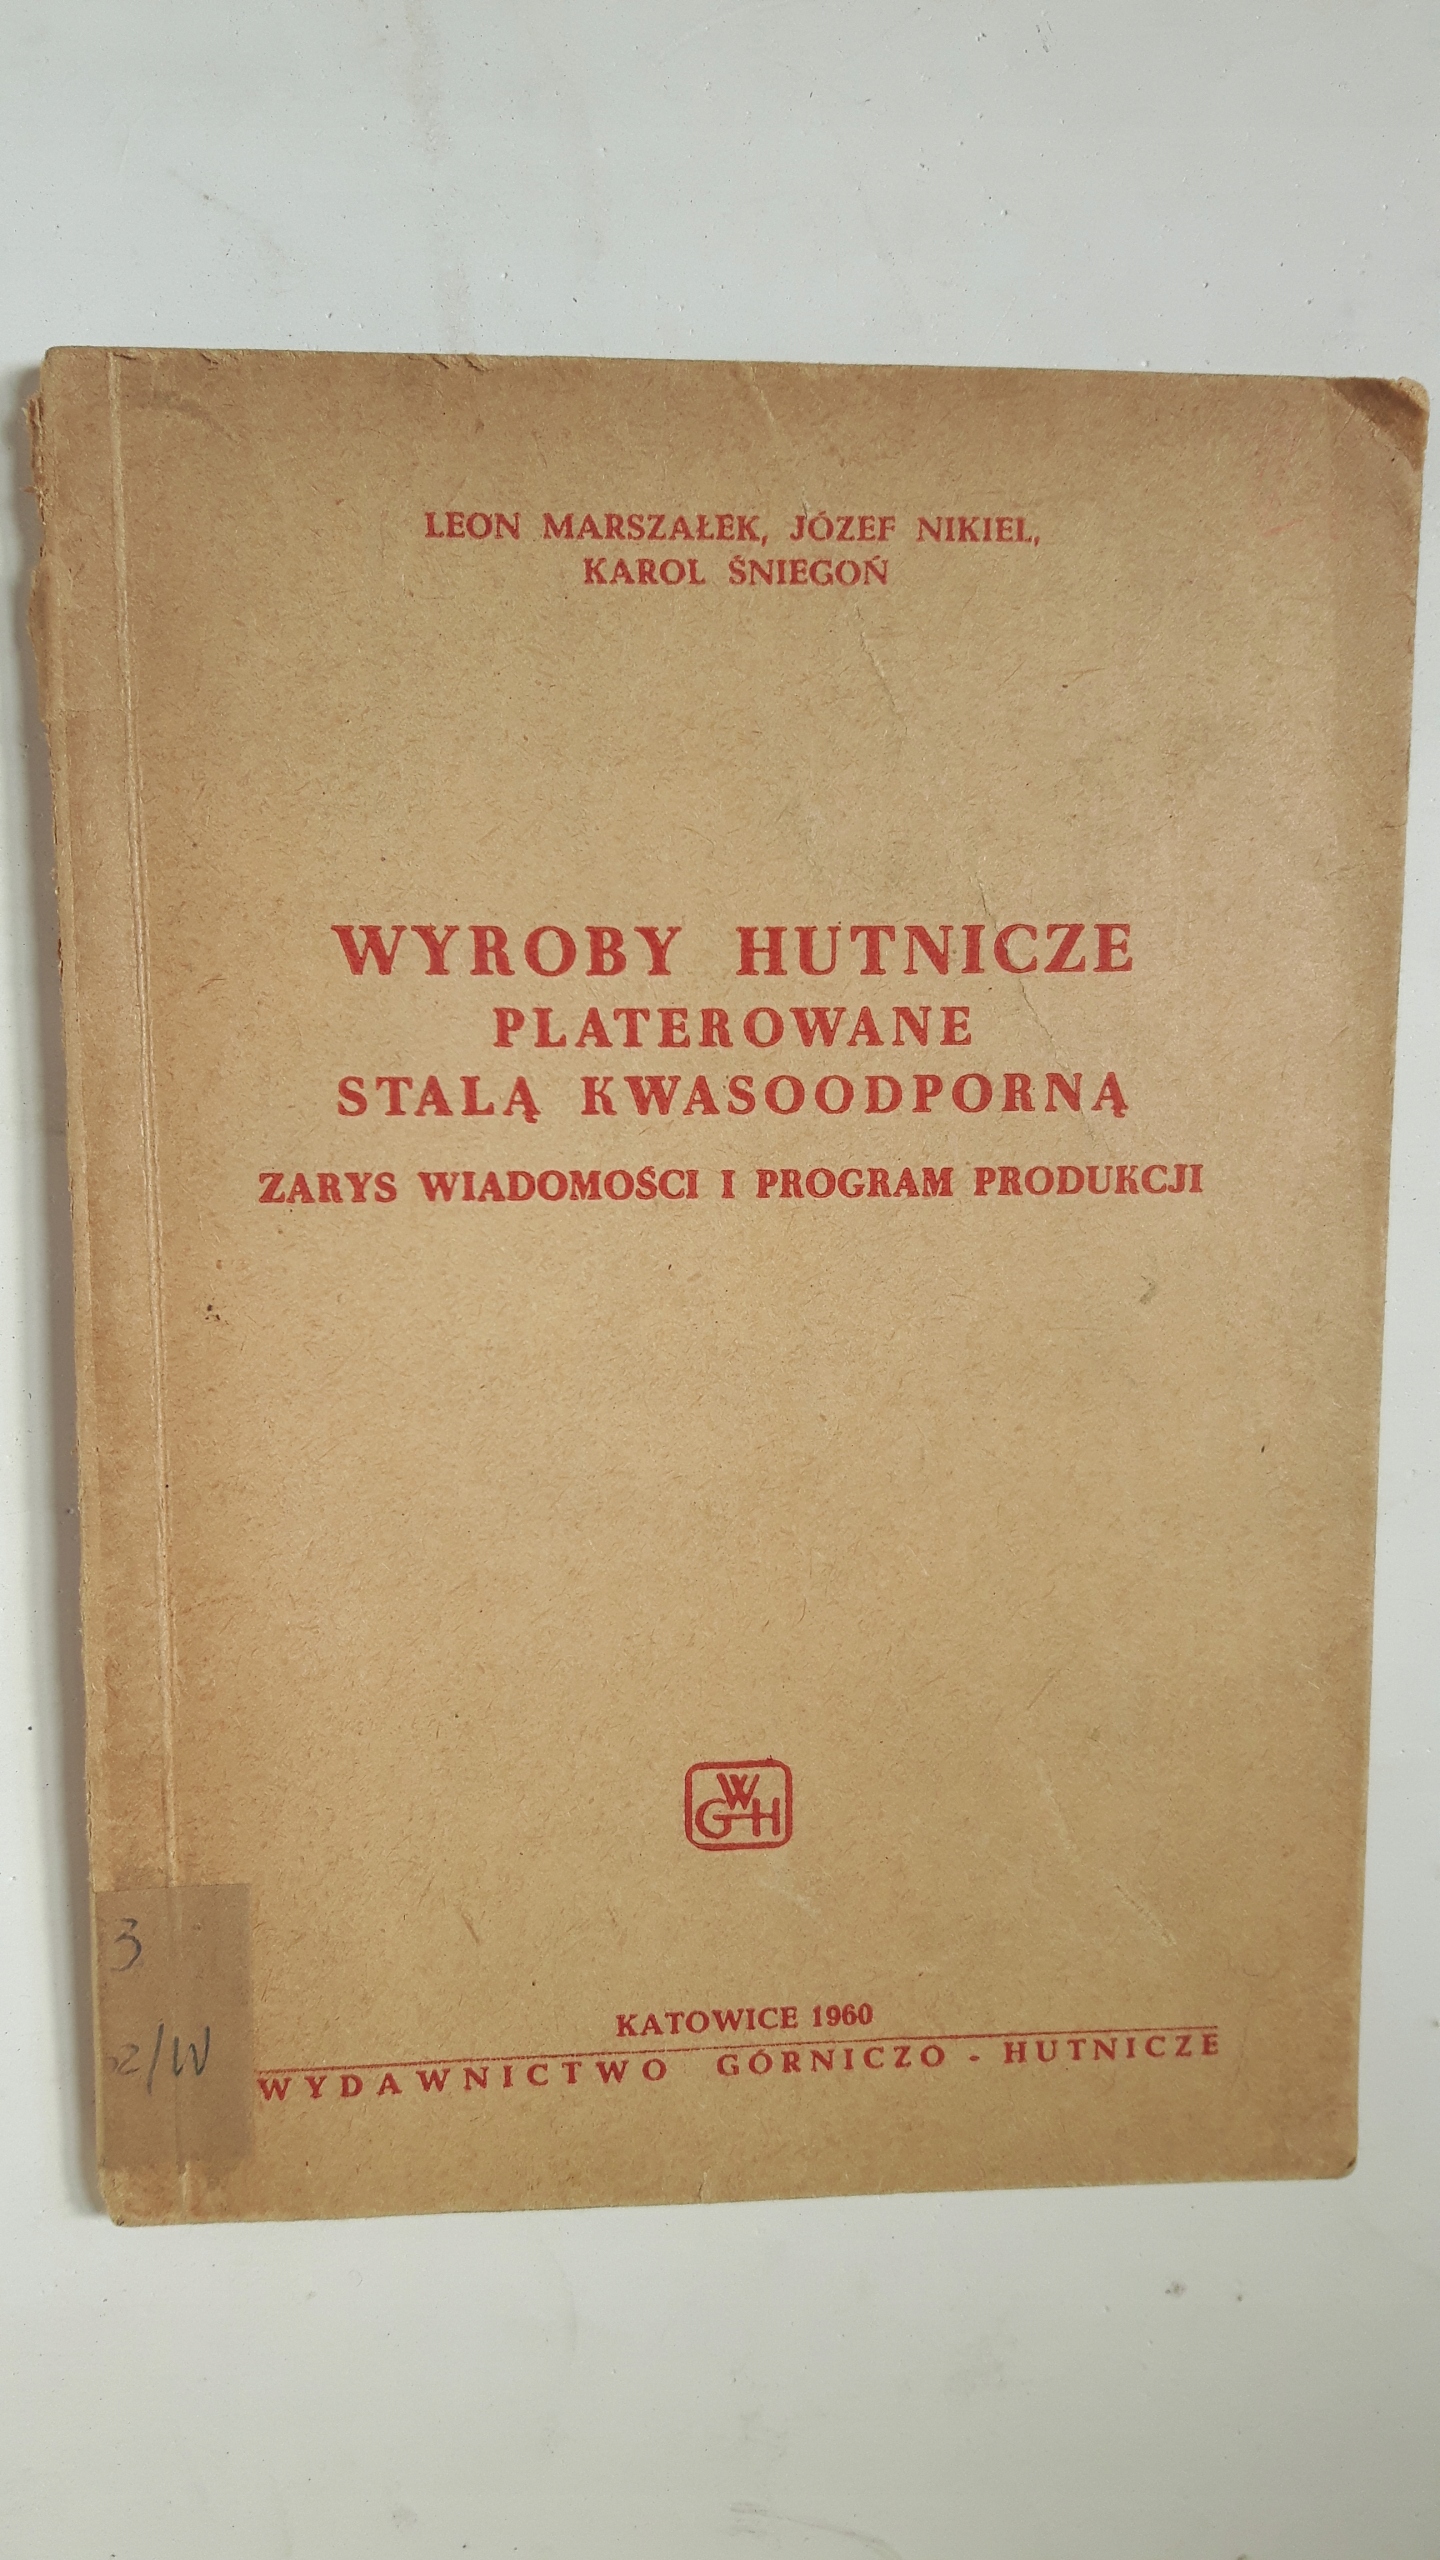 LEON MARSZAŁEK, JÓZEF NIKIEL,
KAROL ŚNIEGOŃ
WYROBY HUTNICZE
PLATEROWANE
STALĄ KWASOODPORNĄ
ZARYS WIADOMOŚCI I PROGRAM PRODUKCJI
WGH
3
2/W
KATOWICE 1960
WYDAWNICTWO GÓRNICZO-HUTNICZE